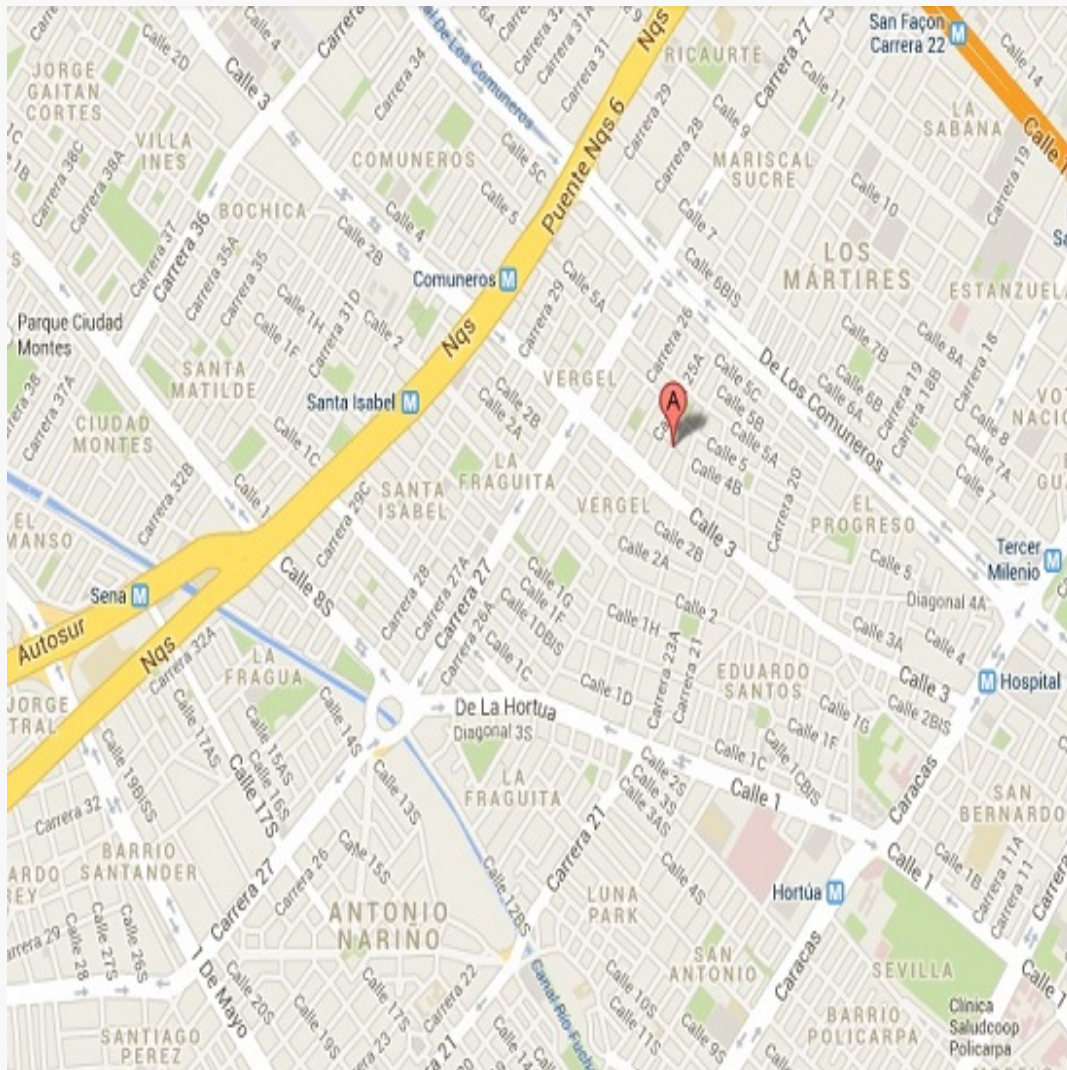 San Façon
Carrera 22
Calle 2D
Calle 4
Calle 3
Carrera 34
Carrera 31A
Carrera 31
Calle 9
Nqs
RICAURTE
Carrera 27
Calle 14
JORGE
GAITAN
CORTES
VILLA
INES
COMUNEROS
Calle 5C
Carrera 29
Carrera 28
Calle 9
Calle 11
LA
SABANA
Carrera 19
Carrera 38C
Carrera 38A
Puente Nqs 6
MARISCAL
SUCRE
Calle 10
BOCHICA
Calle 4
Calle 5
Calle 2B
Calle 7
Carrera 37
Carrera 36
Carrera 35A
Carrera 35
LOS
MÁRTIRES
ESTANZUELA
Comuneros
Calle 6BIS
Calle 5A
Carrera 29
Calle 1H
Carrera 31D
Calle 2
Calle 1F
Nqs
Parque Ciudad
Montes
Carrera 26
Calle 7B
Calle 8A
Carrera 18
SANTA
MATILDE
VERGEL
25A
Calle 5C
De Los Comuneros
Calle 6B
Calle 6A
Carrera 19
Carrera 18B
Santa Isabel
A
Calle 2B
Calle 2A
Calle 5B
Calle 5A
Calle 8
Calle 7A
Calle 7
CIUDAD
MONTES
Carrera 37A
Calle 1C
Calle 5
Calle 4B
Carrera 20
LA
FRAGUITA
Carrera 32B
Calle 1
SANTA
ISABEL
Carrera 29C
VERGEL
Calle 3
EL
PROGRESO
Calle 2B
Calle 2A
Calle 5
Tercer
Milenio
Calle 8S
Carrera 28
Carrera 27A
Carrera 27
Calle 1G
Calle 1F
Calle 1DBIS
Calle 2
Calle 1H
Diagonal 4A
Sena
Carrera 26A
Calle 3A
Calle 4
Autosur
Nqs
Carrera 32A
LA
FRAGUA
Calle 1C
Calle 1D
Carrera 23A
Carrera 21
EDUARDO
SANTOS
Calle 3
Hospital
De La Hortua
Diagonal 3S
Calle 2BIS
Calle 1G
Calle 1F
Calle 17AS
Calle 14S
Calle 1C
Calle 1CBIS
Calle 19BISS
Calle 15AS
Calle 16S
Calle 17S
Calle 13S
LA
FRAGUITA
Calle 2S
Calle 3S
Calle 3AS
Calle 1
Caracas
SAN
BERNARDO
Carrera 32
Carrera 21
BARRIO
SANTANDER
Carrera 27
Carrera 26
Calle 15S
Calle 12BS
Calle 4S
Hortúa
Calle 1
Calle 1B
Carrera 11A
Carrera 11
LUNA
PARK
ANTONIO
NARIÑO
Calle 28
Calle 27S
Calle 26S
SAN
ANTONIO
SEVILLA
Calle 1
1 De Mayo
Carrera 22
Caracas
Calle 20S
Calle 19S
Calle 17S
Calle 10S
Calle 11S
Calle 9S
BARRIO
POLICARPA
Clínica
Saludcoop
Policarpa
SANTIAGO
PEREZ
Carrera 23